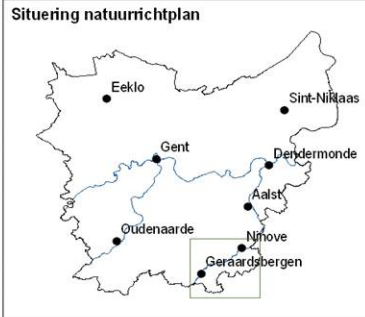 Situering natuurrichtplan
Eeklo
Sint-Niklaas
Gent
Dendermonde
Aalst
Oudenaarde
Ninove
Geraardsbergen